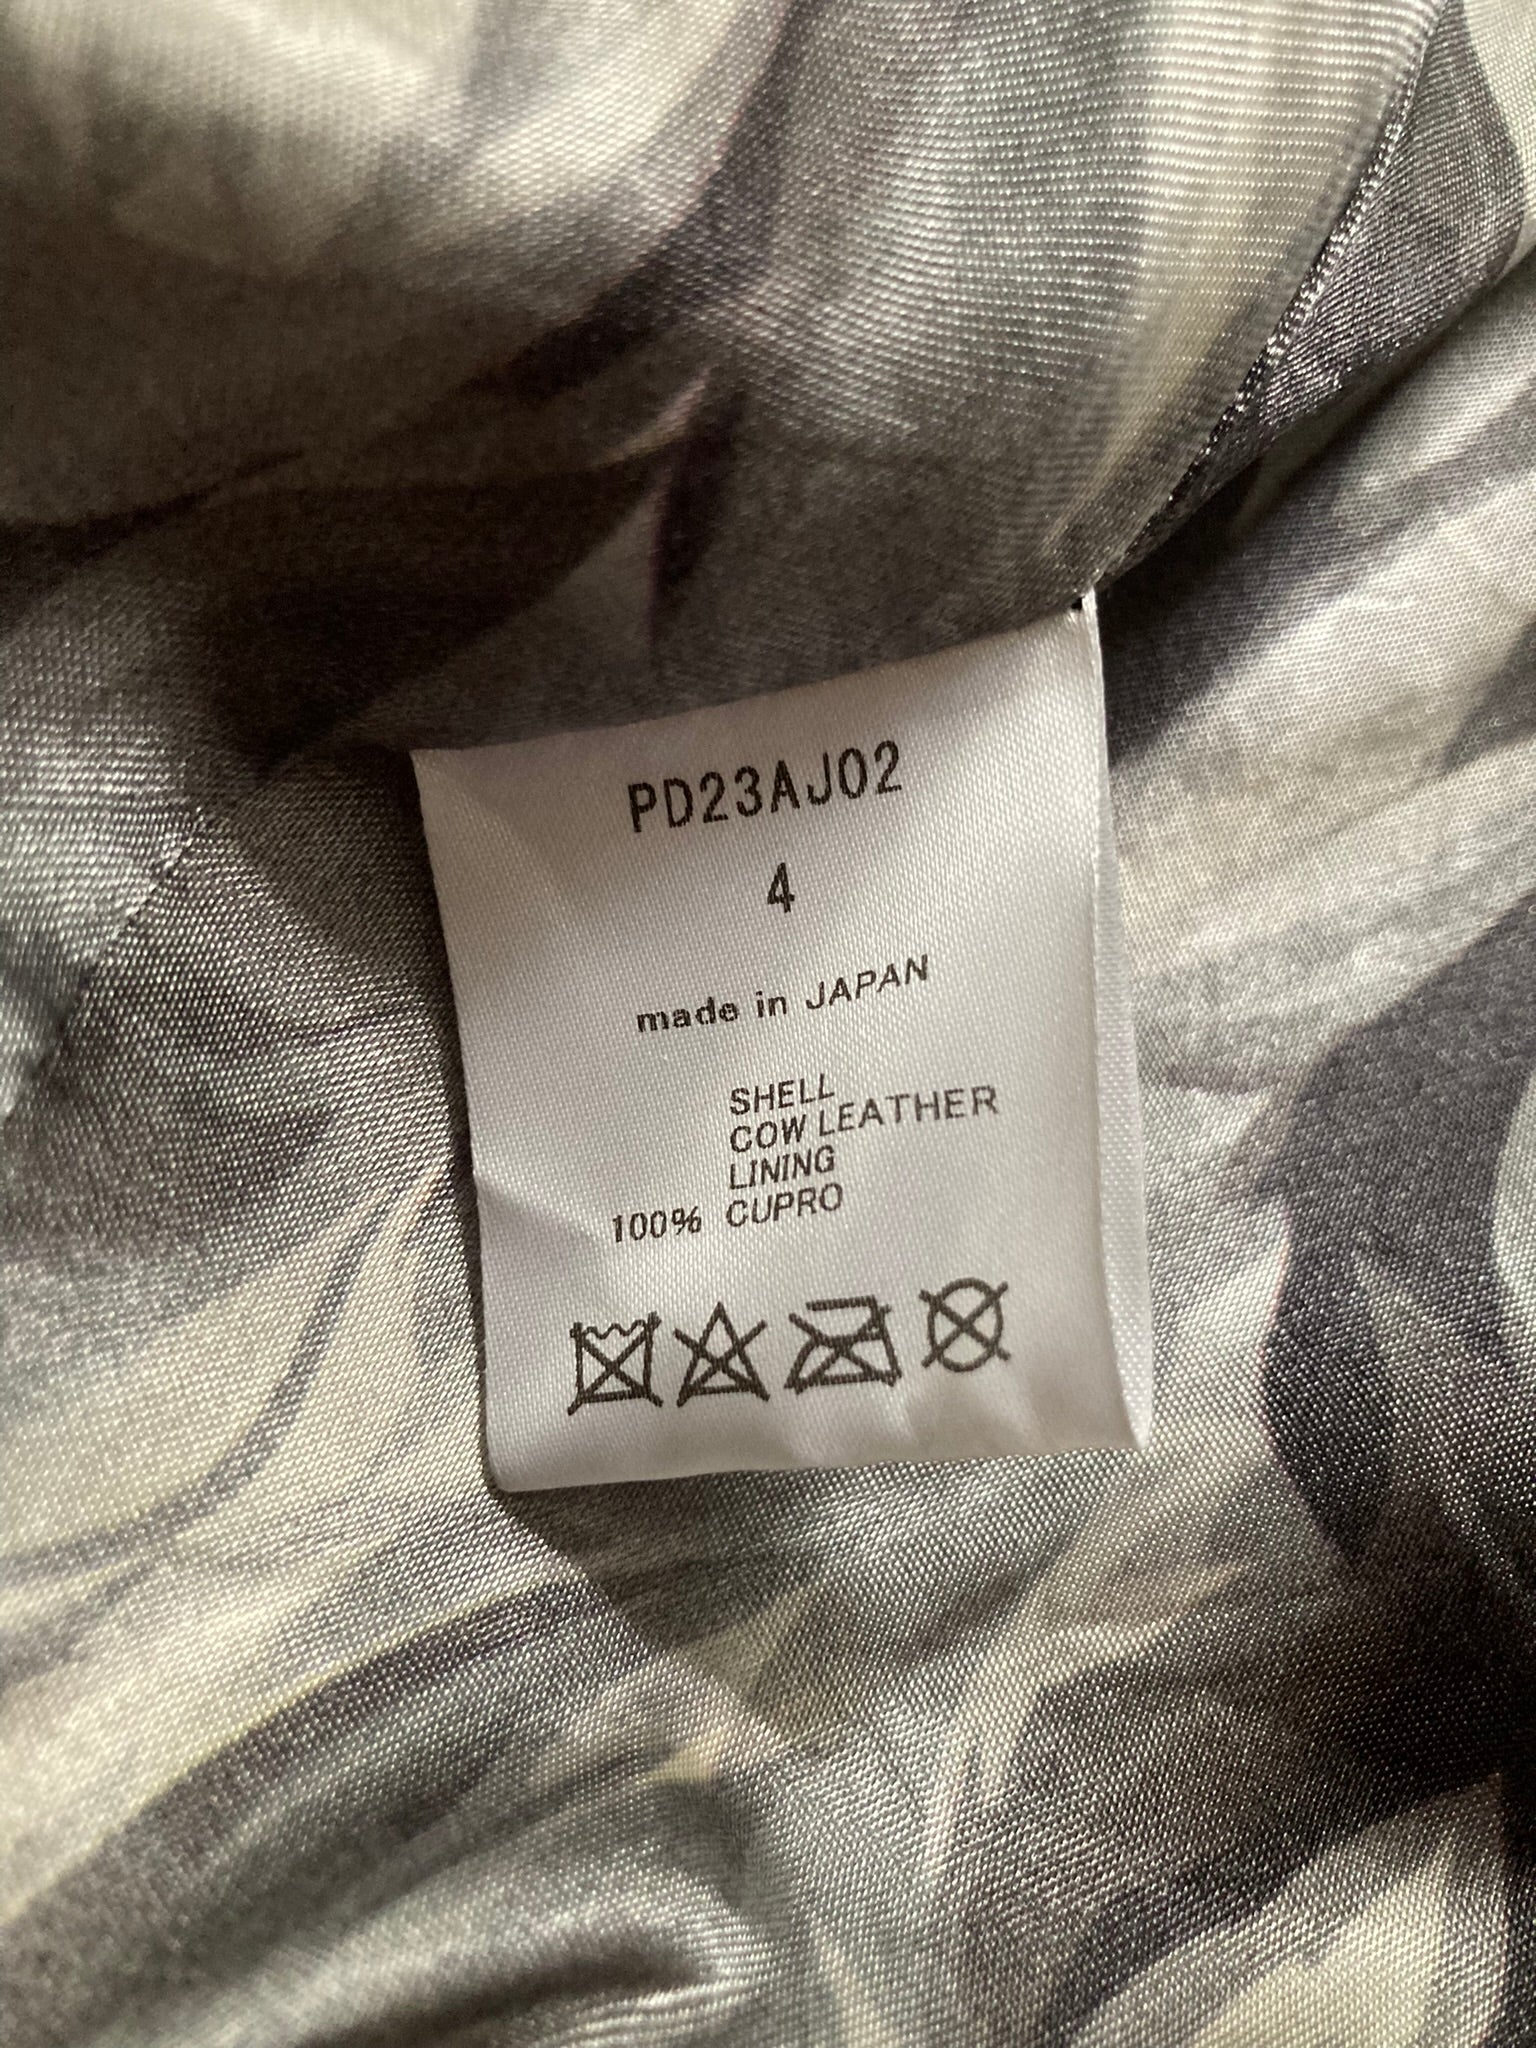 PD23AJ02
4
made in JAPAN
SHELL
COW LEATHER
LINING
100% CUPRO